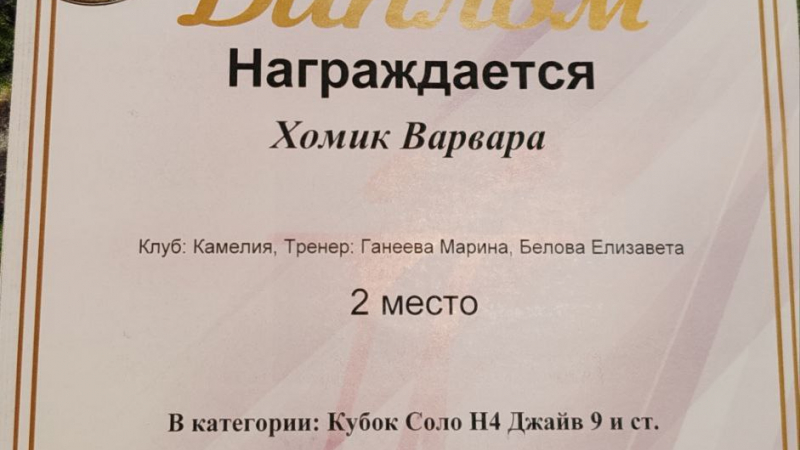 Диплом
Награждается
Хомик Варвара
Клуб: Камелия, Тренер: Ганеева Марина, Белова Елизавета
2 место
В категории: Кубок Соло Н4 Джайв 9 и ст.